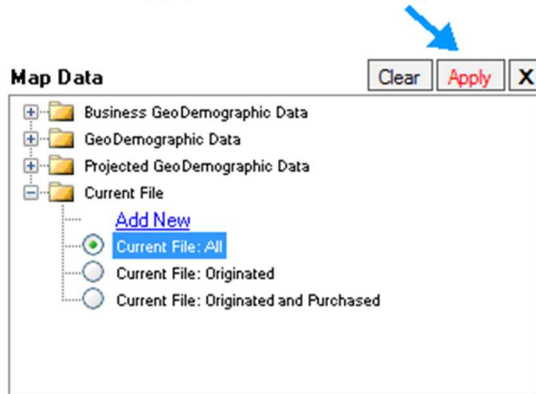 Map Data Clear Apply X
Business GeoDemographic Data
GeoDemographic Data
Projected GeoDemographic Data
Current File
Add New
Current File: All
Current File: Originated
Current File: Originated and Purchased